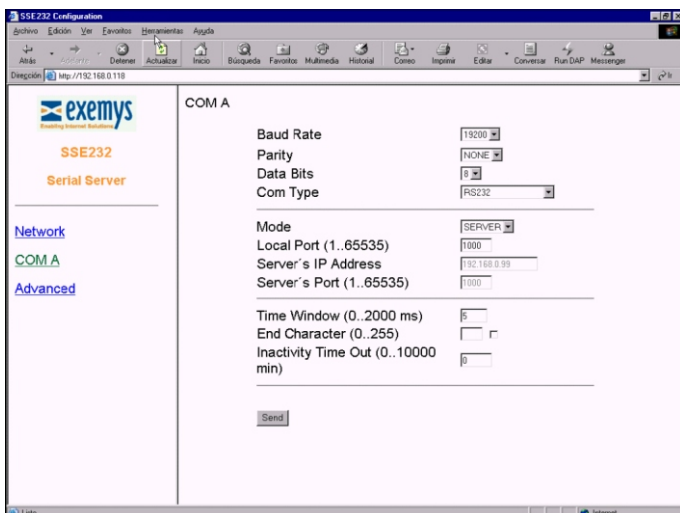 SSE232 Configuration
Archivo Edición Ver Favoritos Herramientas Ayuda
Atrás Adelante Detener Actualizar Inicio Búsqueda Favoritos Multimedia Historial Correo Imprimir Editar Conversar Run DAP Messenger
Dirección http://192.168.0.118
exemys
Enabling Internet Solutions
SSE232
Serial Server
Network
COM A
Advanced
COM A
Baud Rate 19200
Parity NONE
Data Bits 8
Com Type RS232
Mode SERVER
Local Port (1..65535) 1000
Server´s IP Address 192.168.0.99
Server´s Port (1..65535) 1000
Time Window (0..2000 ms) 5
End Character (0..255)
Inactivity Time Out (0..10000
min) 0
Send
Listo Internet